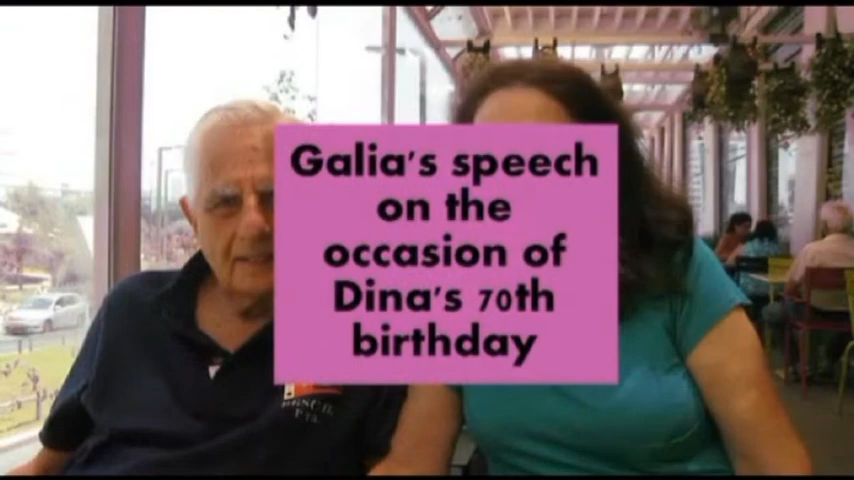 Galia's speech
on the
occasion of
Dina's 70th
birthday